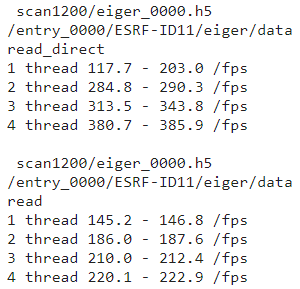 scan1200/eiger_0000.h5
/entry_0000/ESRF-ID11/eiger/data
read_direct
1 thread 117.7 - 203.0 /fps
2 thread 284.8 - 290.3 /fps
3 thread 313.5 - 343.8 /fps
4 thread 380.7 - 385.9 /fps
scan1200/eiger_0000.h5
/entry_0000/ESRF-ID11/eiger/data
read
1 thread 145.2 - 146.8 /fps
2 thread 186.0 - 187.6 /fps
3 thread 210.0 - 212.4 /fps
4 thread 220.1 - 222.9 /fps